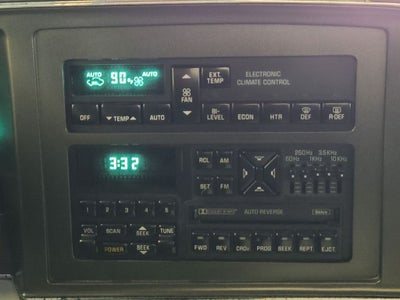 AUTO 90°F AUTO
FAN
EXT. TEMP
ELECTRONIC
CLIMATE CONTROL
OFF
TEMP
AUTO
BI-LEVEL
ECON
HTR
DEF
R-DEF
3:32
RCL AM
SET FM
250Hz 3.5KHz
60Hz 1KHz 10KHz
1 2 3 4 5
VOL SCAN SEEK TUNE
POWER SEEK
AUTO REVERSE
FWD REV CRO2 PROG SEEK REPT. EJCT.